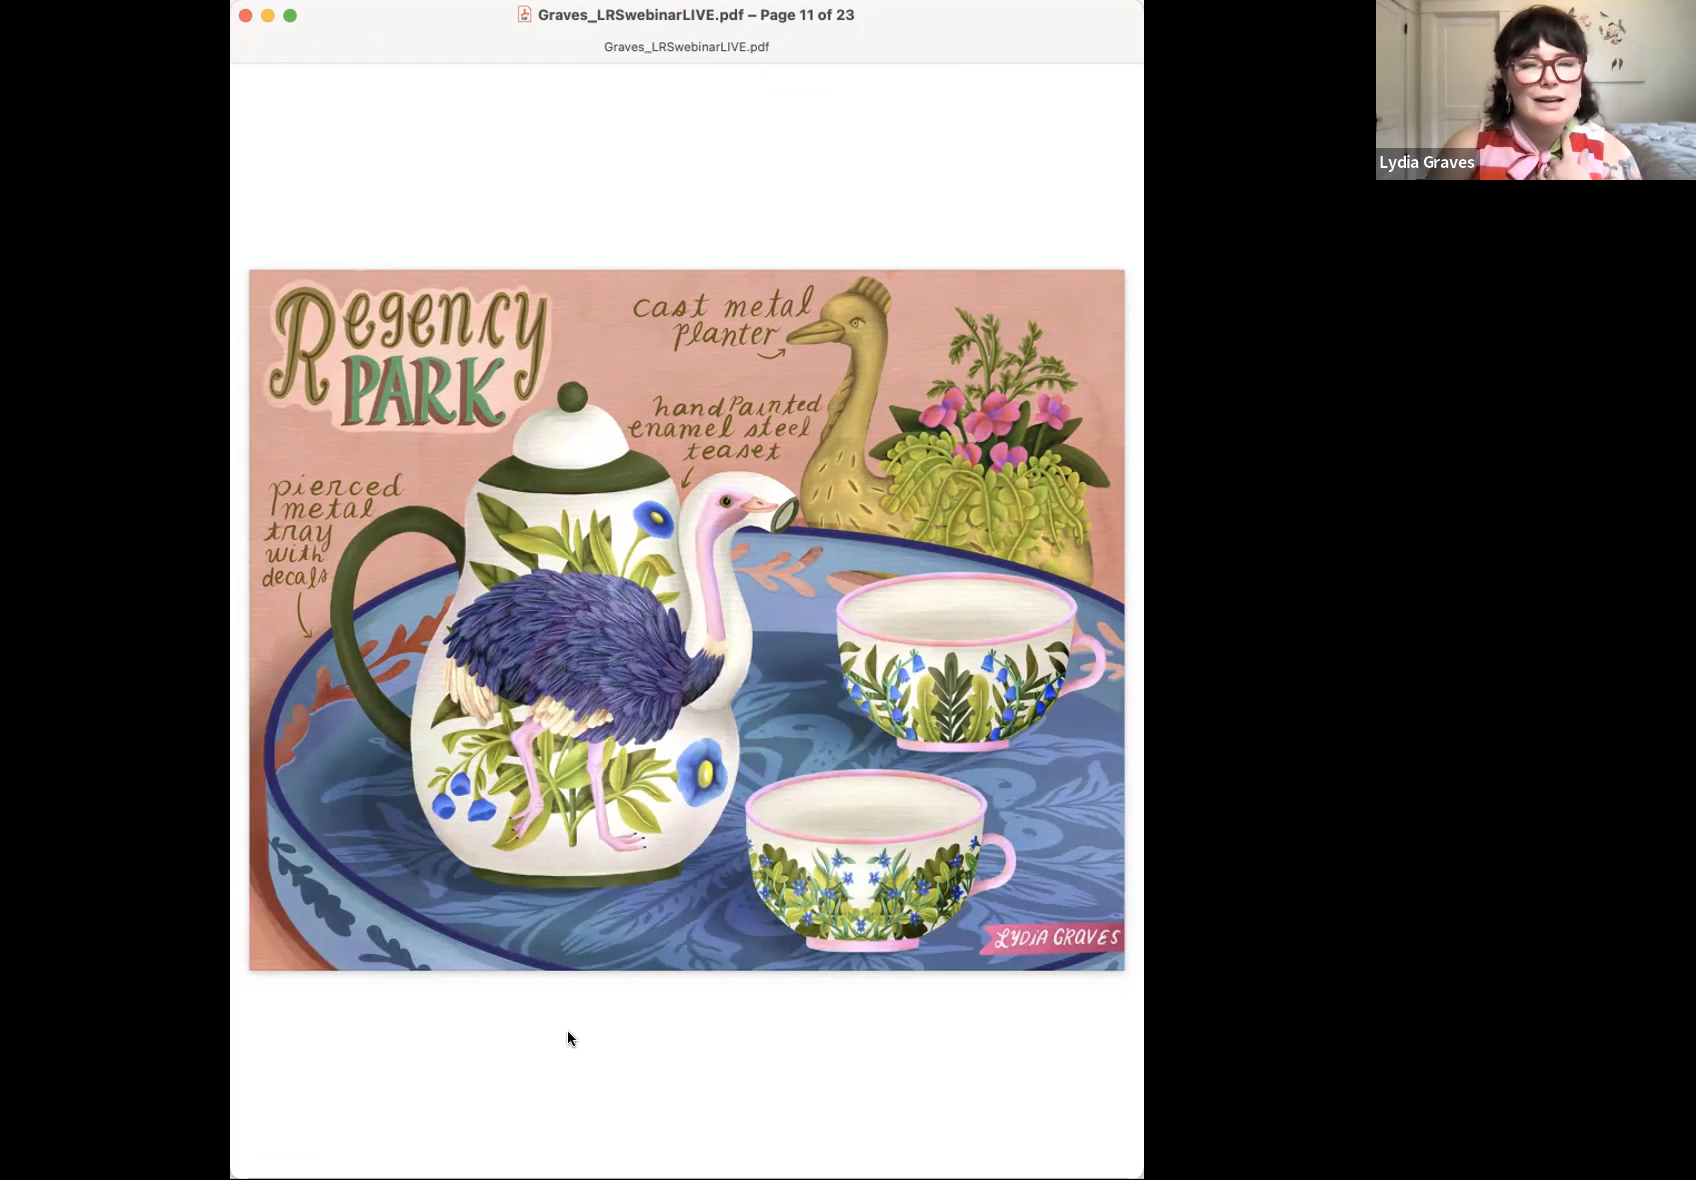 Graves_LRSwebinarLIVE.pdf – Page 11 of 23
Graves_LRSwebinarLIVE.pdf
Lydia Graves
Regency
PARK
cast metal
planter
hand painted
enamel steel
teaset
pierced
metal
tray
with
decals
LYDiA GRAVES